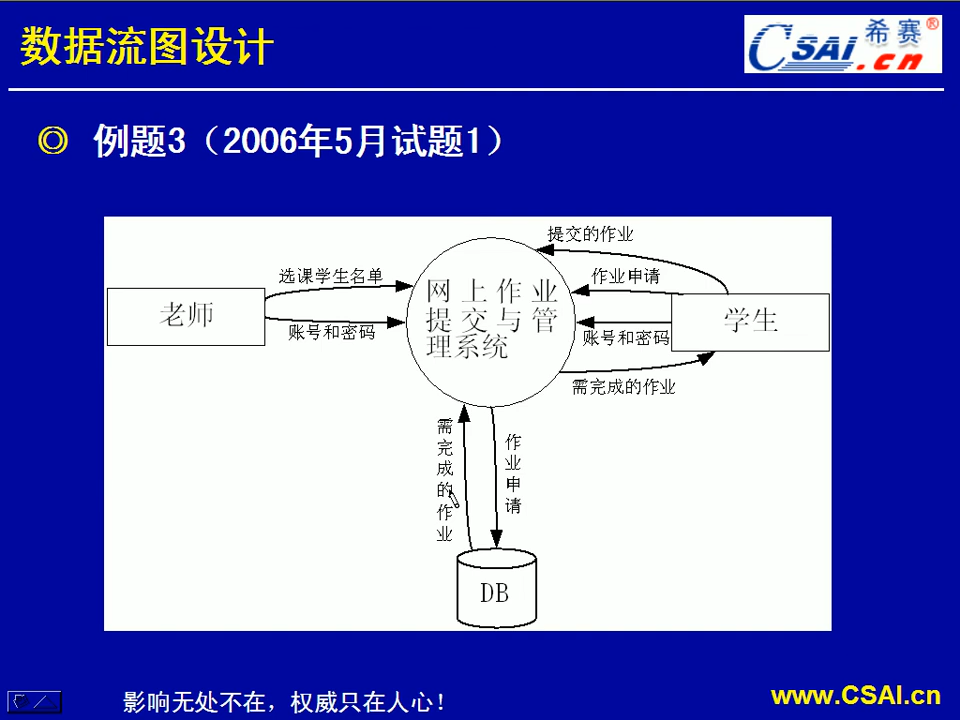 数据流图设计
CSAI 希赛®
.cn
◎ 例题3（2006年5月试题1）
提交的作业
选课学生名单
作业申请
网上作业
提交与管
理系统
老师
学生
账号和密码
账号和密码
需完成的作业
需完成的作业
作业申请
DB
影响无处不在，权威只在人心！
www.CSAI.cn